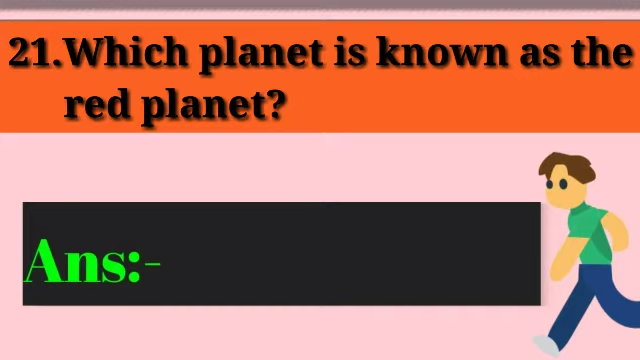 21.Which planet is known as the
red planet?
Ans:-